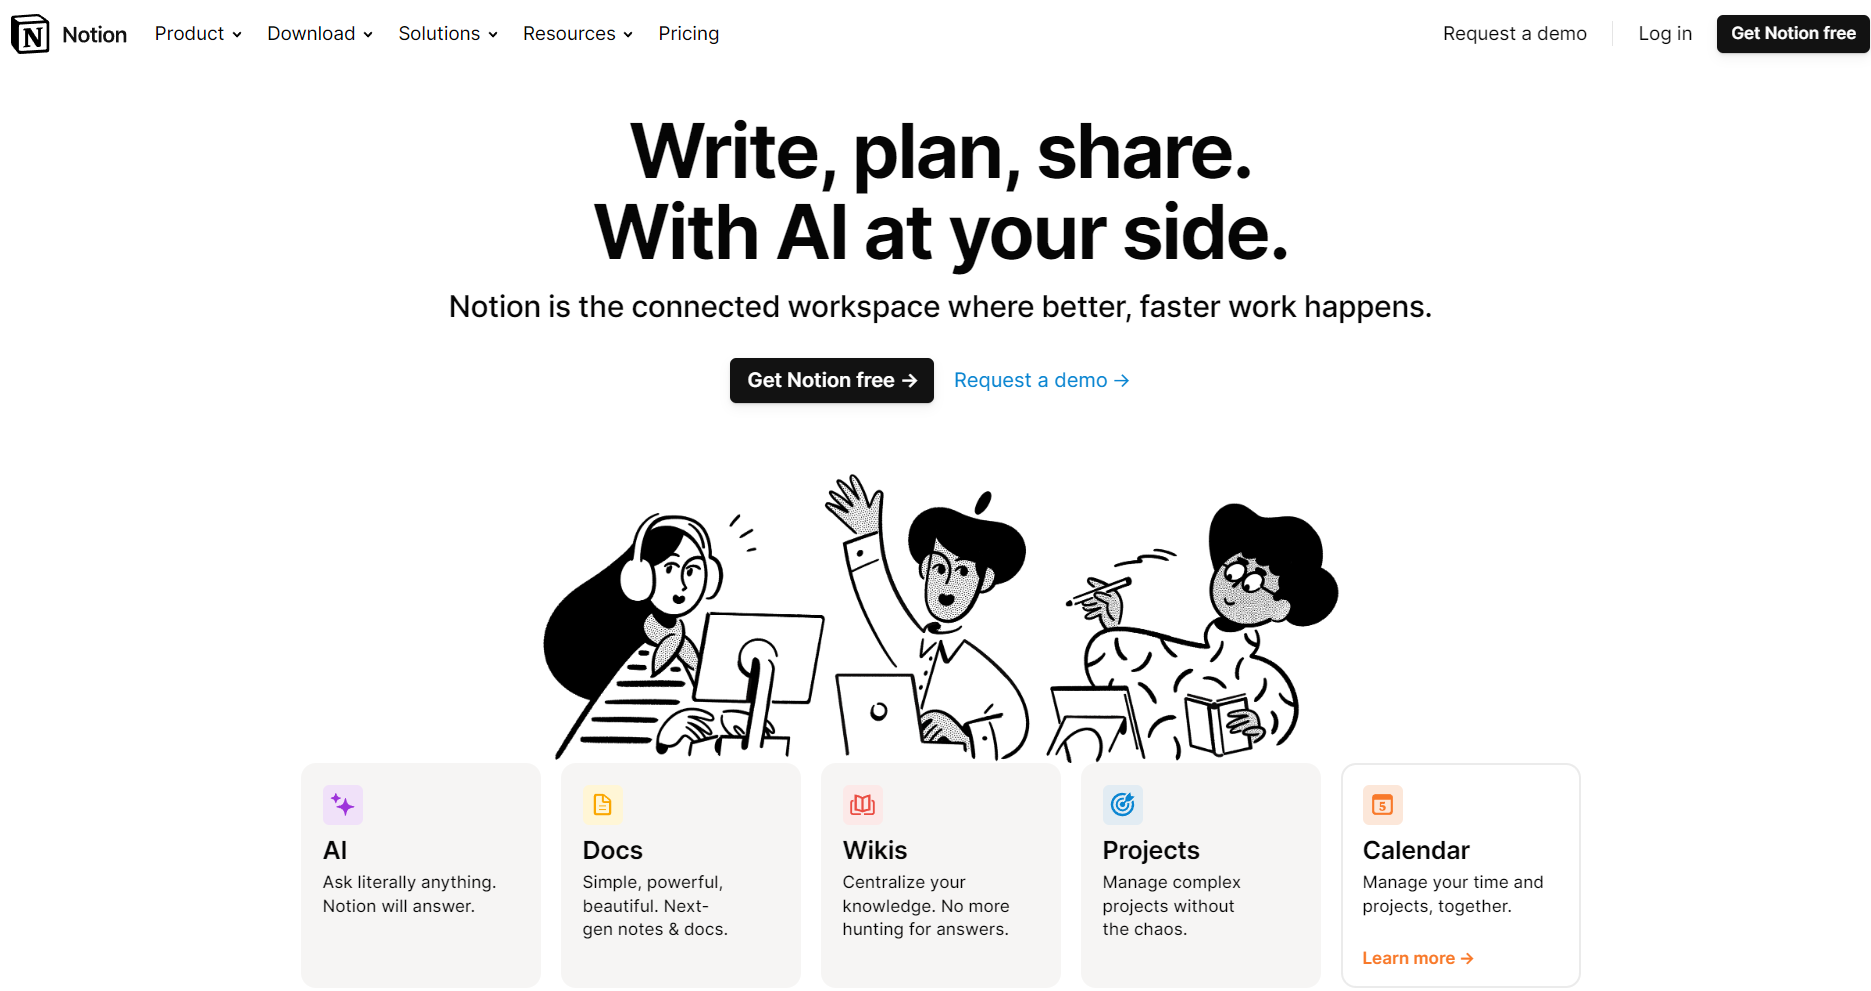 Notion
Product
Download
Solutions
Resources
Pricing
Request a demo
Log in
Get Notion free
Write, plan, share.
With AI at your side.
Notion is the connected workspace where better, faster work happens.
Get Notion free →
Request a demo →
AI
Ask literally anything.
Notion will answer.
Docs
Simple, powerful,
beautiful. Next-
gen notes & docs.
Wikis
Centralize your
knowledge. No more
hunting for answers.
Projects
Manage complex
projects without
the chaos.
5
Calendar
Manage your time and
projects, together.
Learn more →